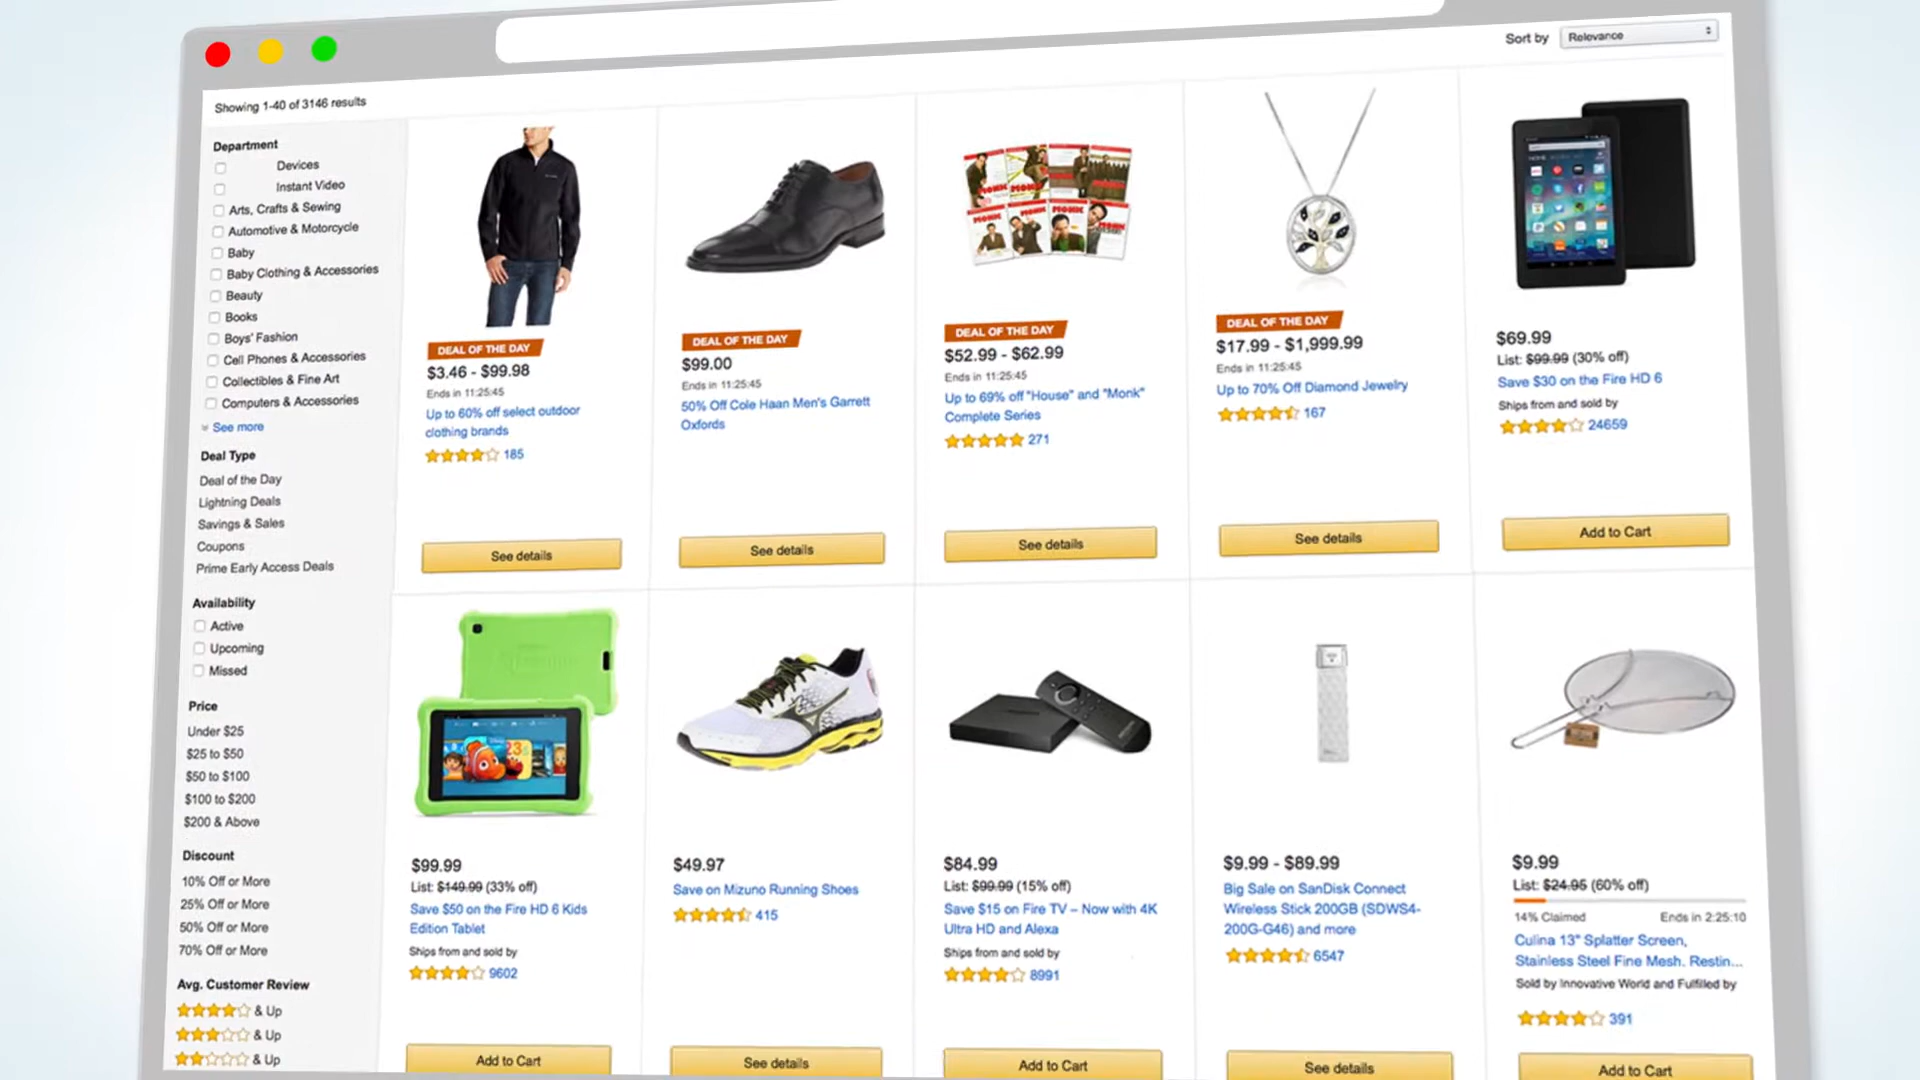 Sort by Relevance
Showing 1-40 of 3146 results
Department
Devices
Instant Video
Arts, Crafts & Sewing
Automotive & Motorcycle
Baby
Baby Clothing & Accessories
Beauty
Books
Boys' Fashion
Cell Phones & Accessories
Collectibles & Fine Art
Computers & Accessories
See more
Deal Type
Deal of the Day
Lightning Deals
Savings & Sales
Coupons
Prime Early Access Deals
Availability
Active
Upcoming
Missed
Price
Under $25
$25 to $50
$50 to $100
$100 to $200
$200 & Above
Discount
10% Off or More
25% Off or More
50% Off or More
70% Off or More
Avg. Customer Review
& Up
& Up
& Up
DEAL OF THE DAY
$3.46 - $99.98
Ends in 11:25:45
Up to 60% off select outdoor
clothing brands
185
See details
DEAL OF THE DAY
$99.00
Ends in 11:25:45
50% Off Cole Haan Men's Garrett
Oxfords
See details
MONK
DEAL OF THE DAY
$52.99 - $62.99
Ends in 11:25:45
Up to 69% off "House" and "Monk"
Complete Series
271
See details
DEAL OF THE DAY
$17.99 - $1,999.99
Ends in 11:25:45
Up to 70% Off Diamond Jewelry
167
See details
$69.99
List: $99.99 (30% off)
Save $30 on the Fire HD 6
Ships from and sold by
24659
Add to Cart
$99.99
List: $149.99 (33% off)
Save $50 on the Fire HD 6 Kids
Edition Tablet
Ships from and sold by
9602
Add to Cart
$49.97
Save on Mizuno Running Shoes
415
See details
$84.99
List: $99.99 (15% off)
Save $15 on Fire TV – Now with 4K
Ultra HD and Alexa
Ships from and sold by
8991
Add to Cart
$9.99 - $89.99
Big Sale on SanDisk Connect
Wireless Stick 200GB (SDWS4-
200G-G46) and more
6547
See details
$9.99
List: $24.95 (60% off)
14% Claimed Ends in 2:25:10
Culina 13" Splatter Screen,
Stainless Steel Fine Mesh. Restin...
Sold by Innovative World and Fulfilled by
391
Add to Cart